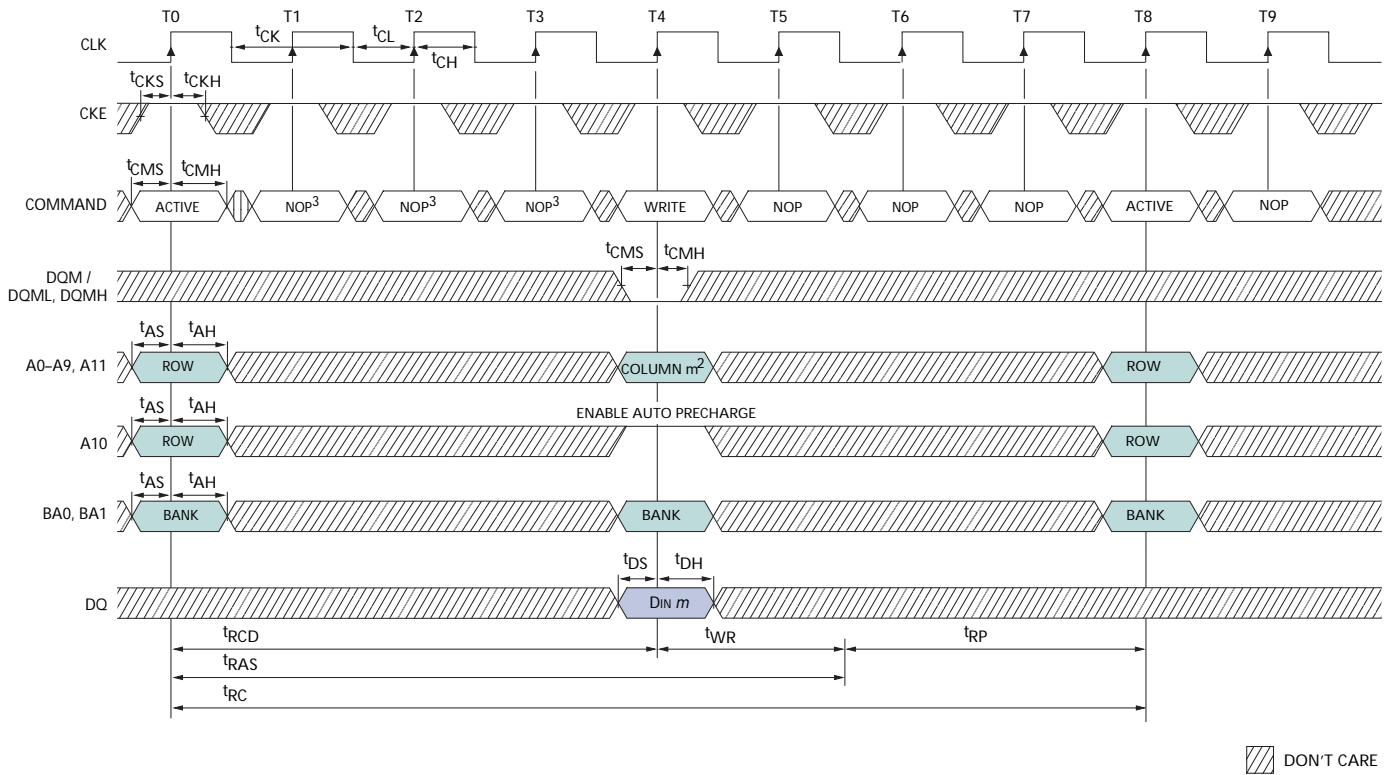 T0 T1 T2 T3 T4 T5 T6 T7 T8 T9
CLK
tCK tCL tCH
tCKS tCKH
CKE
tCMS tCMH
COMMAND
ACTIVE NOP3 NOP3 NOP3 WRITE NOP NOP NOP ACTIVE NOP
tCMS tCMH
DQM /
DQML, DQMH
tAS tAH
A0–A9, A11
ROW COLUMN m2 ROW
ENABLE AUTO PRECHARGE
tAS tAH
A10
ROW ROW
tAS tAH
BA0, BA1
BANK BANK BANK
tDS tDH
DQ
DIN m
tRCD tWR tRP
tRAS
tRC
DON'T CARE